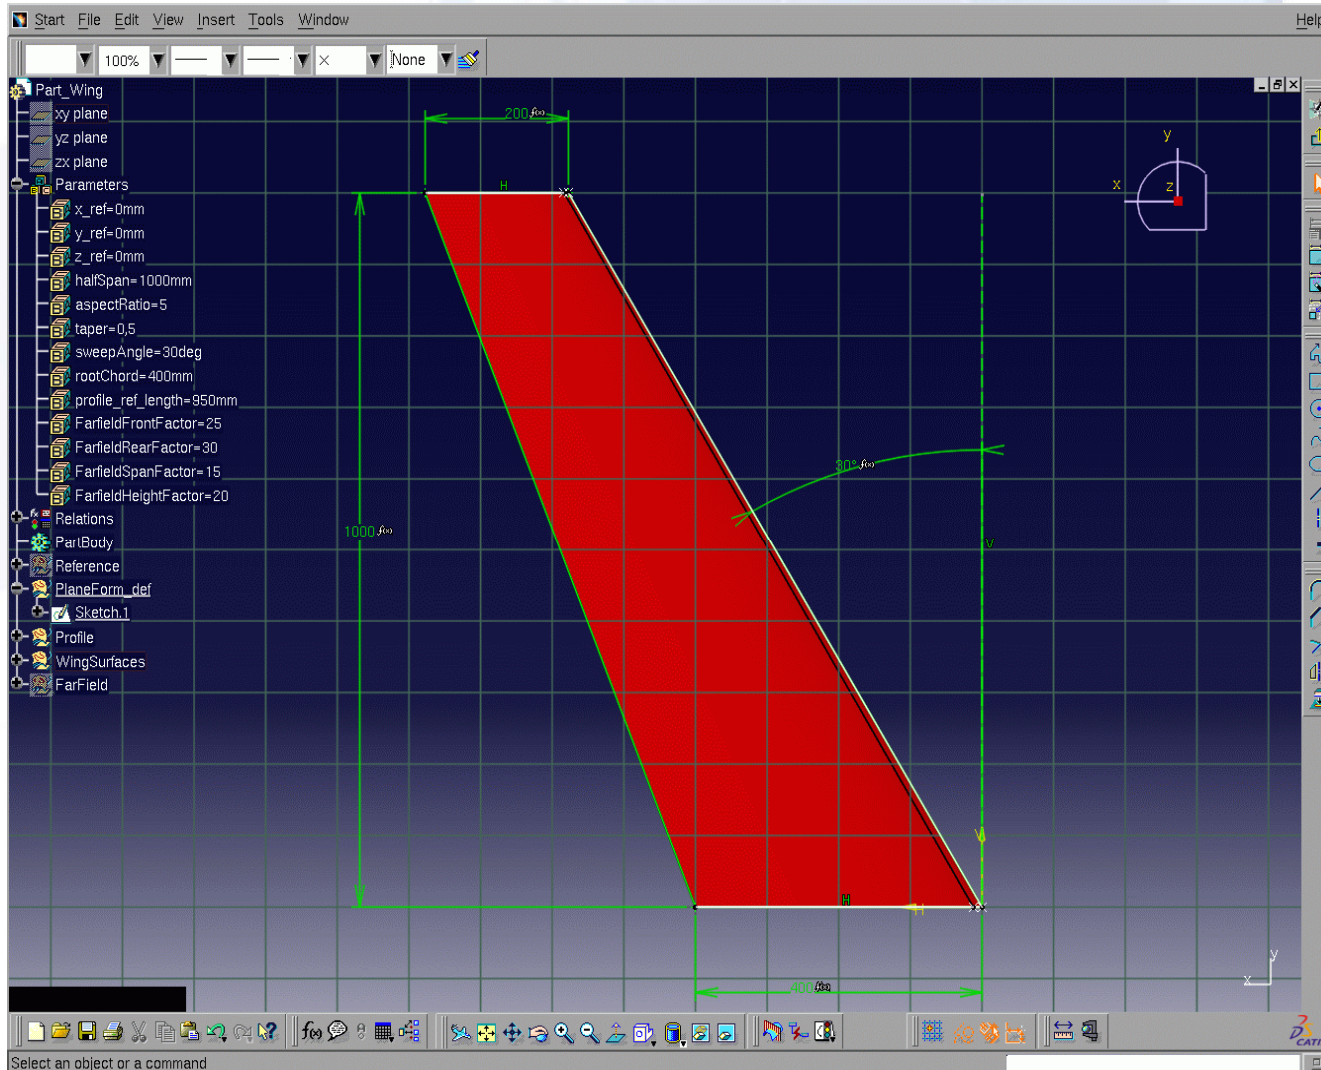 Start File Edit View Insert Tools Window Help
100% None
Part_Wing
xy plane
yz plane
zx plane
Parameters
x_ref=0mm
y_ref=0mm
z_ref=0mm
halfSpan=1000mm
aspectRatio=5
taper=0,5
sweepAngle=30deg
rootChord=400mm
profile_ref_length=950mm
FarfieldFrontFactor=25
FarfieldRearFactor=30
FarfieldSpanFactor=15
FarfieldHeightFactor=20
Relations
PartBody
Reference
PlaneForm_def
Sketch.1
Profile
WingSurfaces
FarField
200 f(x)
H
y
x
z
30° f(x)
1000 f(x)
V
V
H
H
400 f(x)
y
x
f(x)
CATI
Select an object or a command